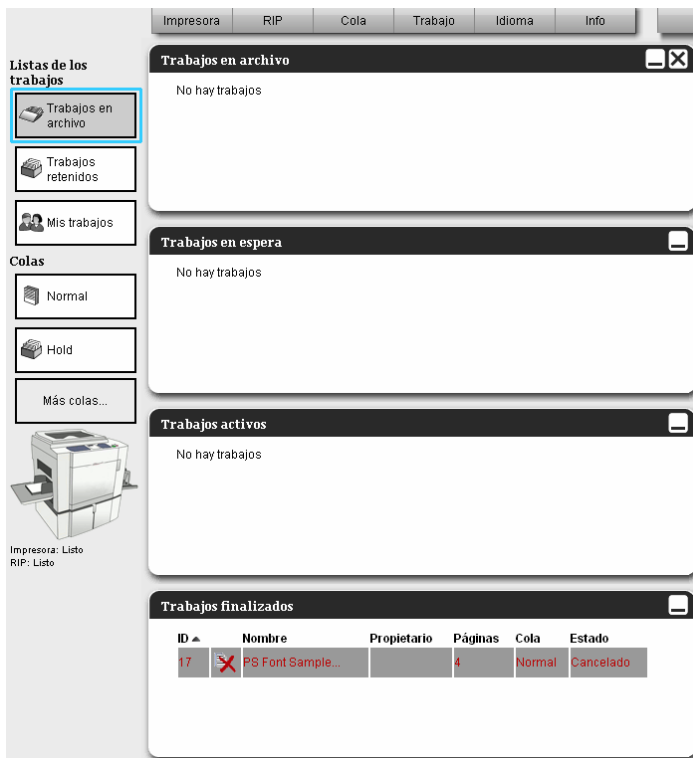 Impresora RIP Cola Trabajo Idioma Info
Listas de los
trabajos
Trabajos en
archivo
Trabajos
retenidos
Mis trabajos
Colas
Normal
Hold
Más colas...
Impresora: Listo
RIP: Listo
Trabajos en archivo
No hay trabajos
Trabajos en espera
No hay trabajos
Trabajos activos
No hay trabajos
Trabajos finalizados
ID Nombre Propietario Páginas Cola Estado
17 PS Font Sample... 4 Normal Cancelado